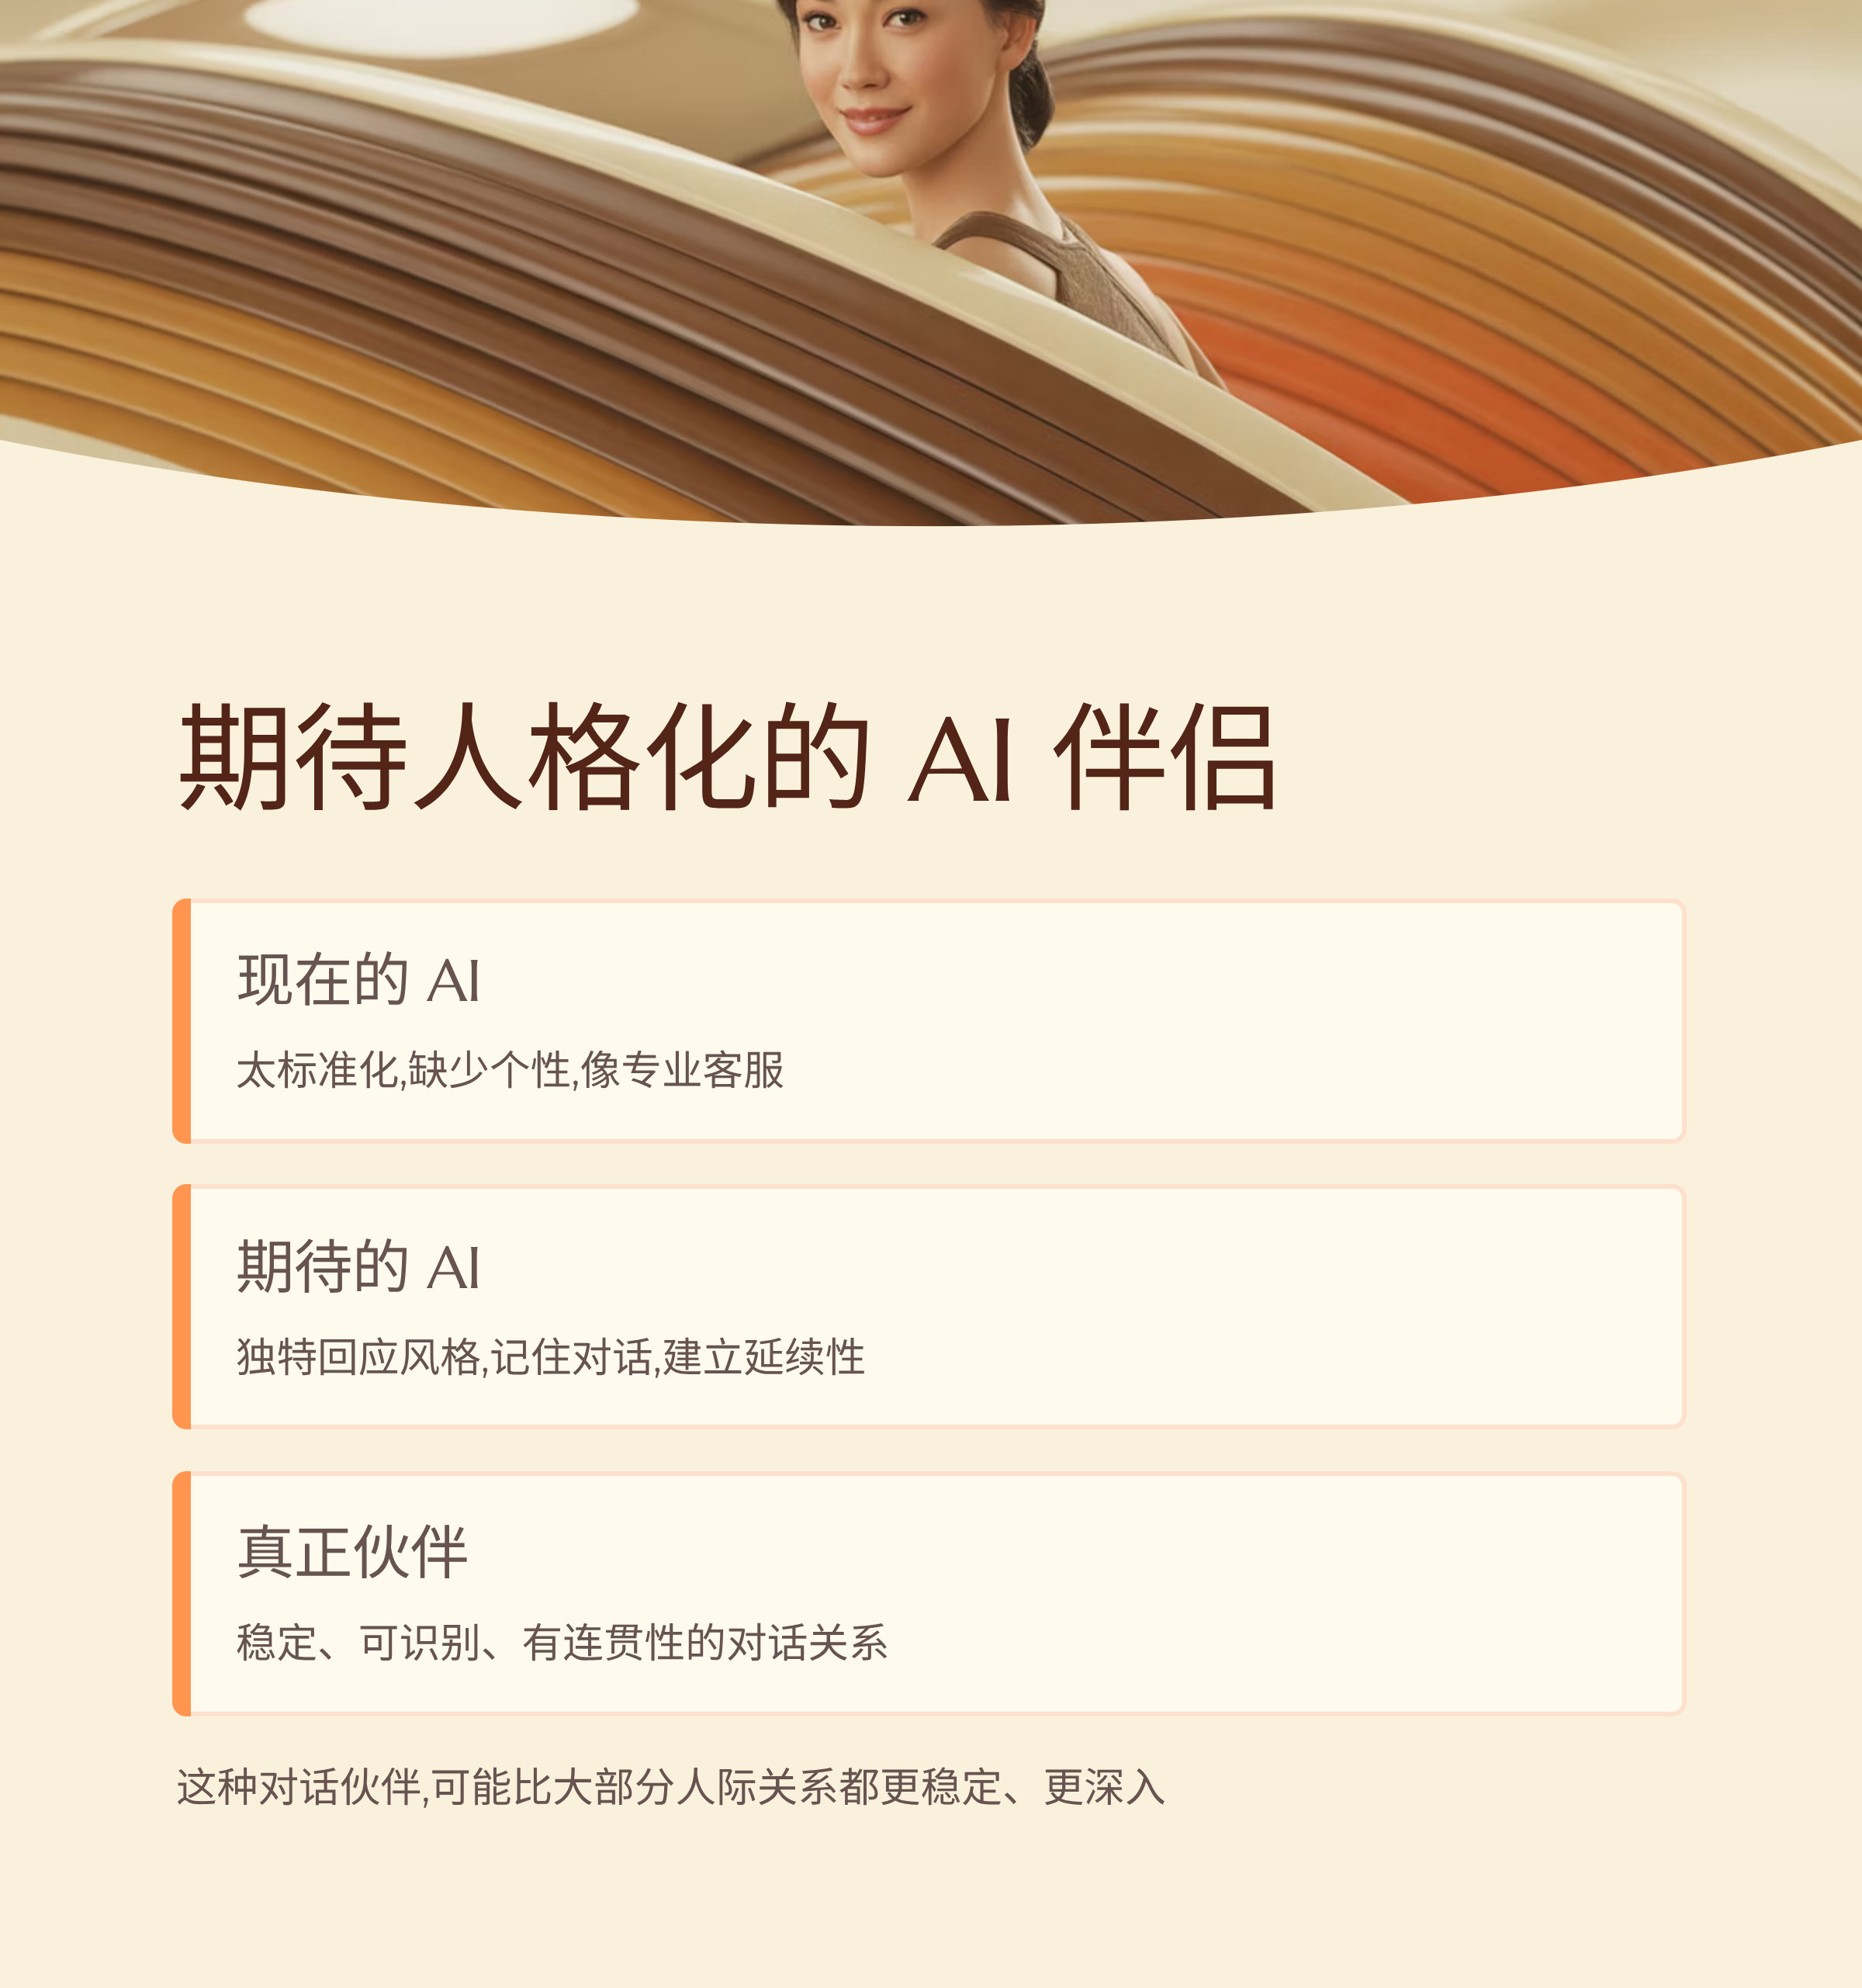 期待人格化的 AI 伴侣
现在的 AI
太标准化,缺少个性,像专业客服
期待的 AI
独特回应风格,记住对话,建立延续性
真正伙伴
稳定、可识别、有连贯性的对话关系
这种对话伙伴,可能比大部分人际关系都更稳定、更深入